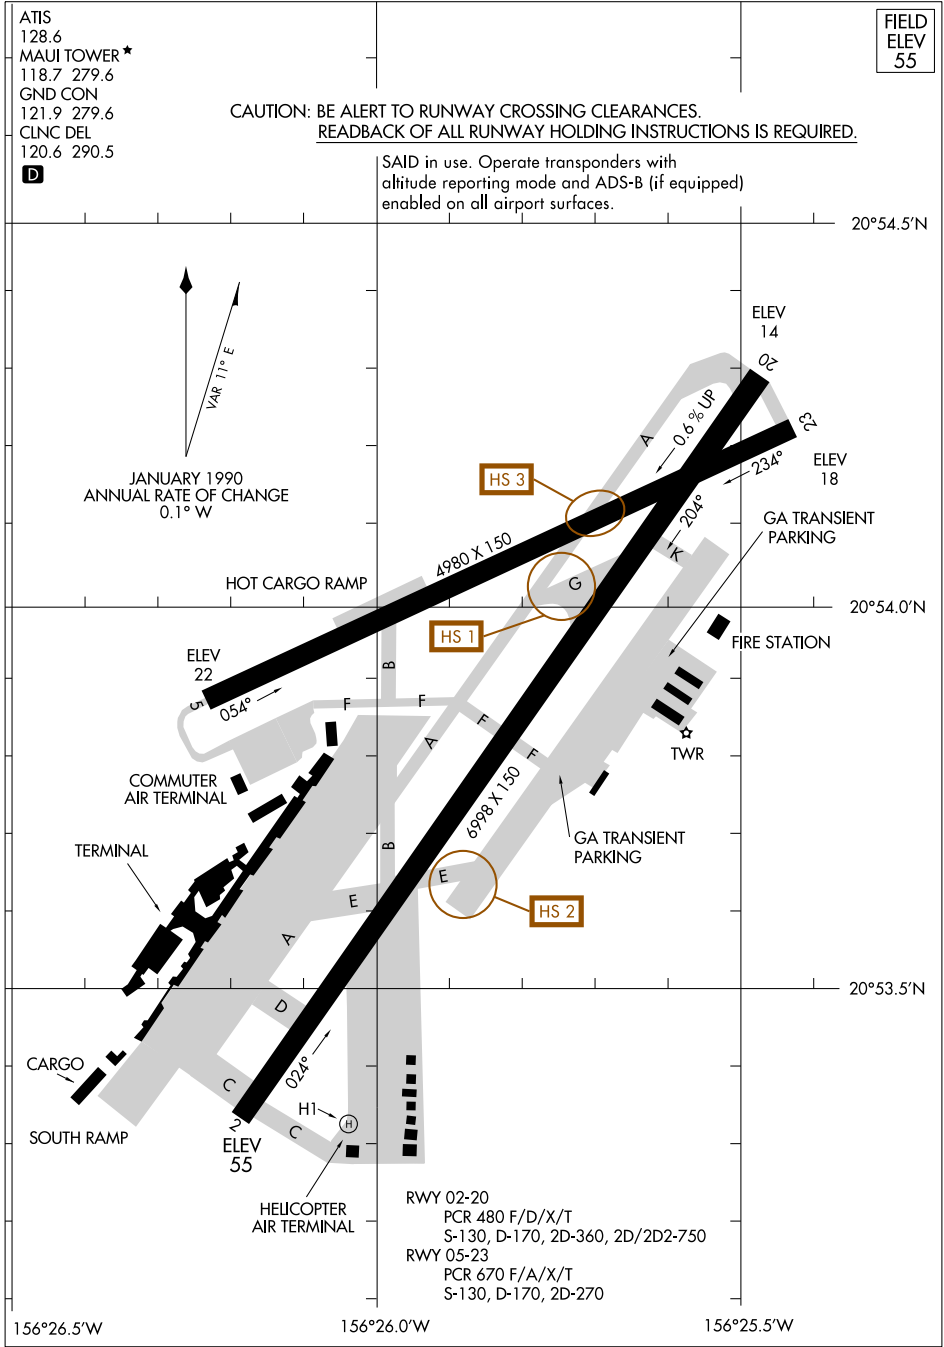 ATIS
128.6
MAUI TOWER ★
118.7 279.6
GND CON
121.9 279.6
CLNC DEL
120.6 290.5
D
FIELD
ELEV
55
CAUTION: BE ALERT TO RUNWAY CROSSING CLEARANCES.
READBACK OF ALL RUNWAY HOLDING INSTRUCTIONS IS REQUIRED.
SAID in use. Operate transponders with
altitude reporting mode and ADS-B (if equipped)
enabled on all airport surfaces.
20°54.5'N
VAR 11° E
JANUARY 1990
ANNUAL RATE OF CHANGE
0.1° W
ELEV
14
20
0.6 % UP
A
23
234°
ELEV
18
HS 3
204°
GA TRANSIENT
PARKING
K
4980 X 150
HOT CARGO RAMP
G
20°54.0'N
HS 1
FIRE STATION
ELEV
22
B
5
054°
F
F
F
F
A
TWR
COMMUTER
AIR TERMINAL
6998 X 150
GA TRANSIENT
PARKING
TERMINAL
B
E
E
HS 2
A
20°53.5'N
D
024°
CARGO
C
H1
H
C
2
SOUTH RAMP
ELEV
55
HELICOPTER
AIR TERMINAL
RWY 02-20
PCR 480 F/D/X/T
S-130, D-170, 2D-360, 2D/2D2-750
RWY 05-23
PCR 670 F/A/X/T
S-130, D-170, 2D-270
156°26.5'W
156°26.0'W
156°25.5'W